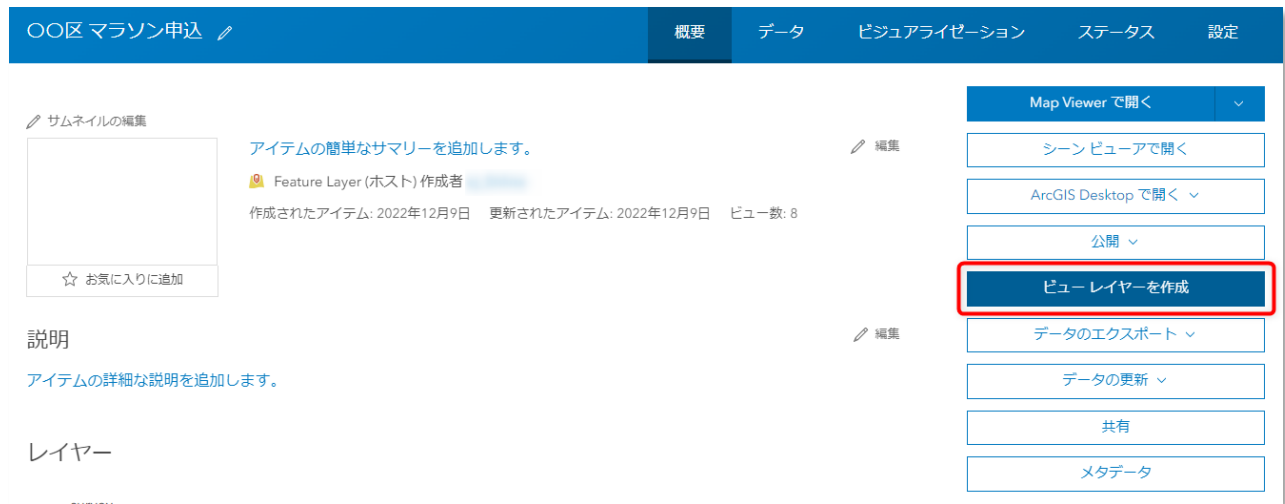 〇〇区 マラソン申込
概要 データ ビジュアライゼーション ステータス 設定
サムネイルの編集
アイテムの簡単なサマリーを追加します。
編集
Feature Layer (ホスト) 作成者
作成されたアイテム: 2022年12月9日 更新されたアイテム: 2022年12月9日 ビュー数: 8
お気に入りに追加
説明
編集
アイテムの詳細な説明を追加します。
レイヤー
Map Viewer で開く
シーン ビューアで開く
ArcGIS Desktop で開く
公開
ビュー レイヤーを作成
データのエクスポート
データの更新
共有
メタデータ